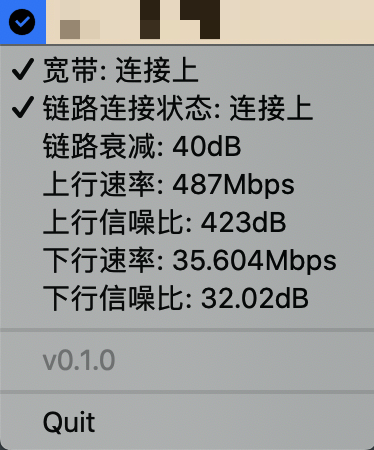 ✓ 宽带: 连接上
✓ 链路连接状态: 连接上
链路衰减: 40dB
上行速率: 487Mbps
上行信噪比: 423dB
下行速率: 35.604Mbps
下行信噪比: 32.02dB
v0.1.0
Quit